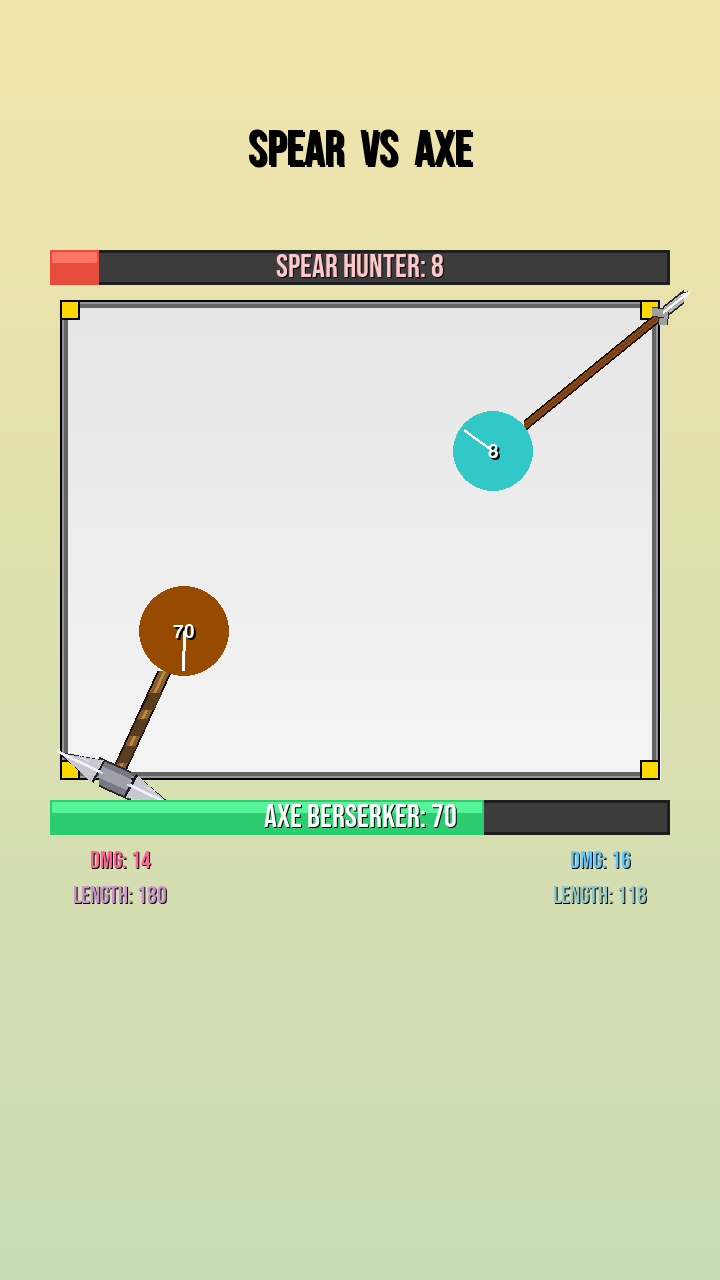 SPEAR VS AXE
SPEAR HUNTER: 8
8
70
AXE BERSERKER: 70
DMG: 14
DMG: 16
LENGTH: 180
LENGTH: 118